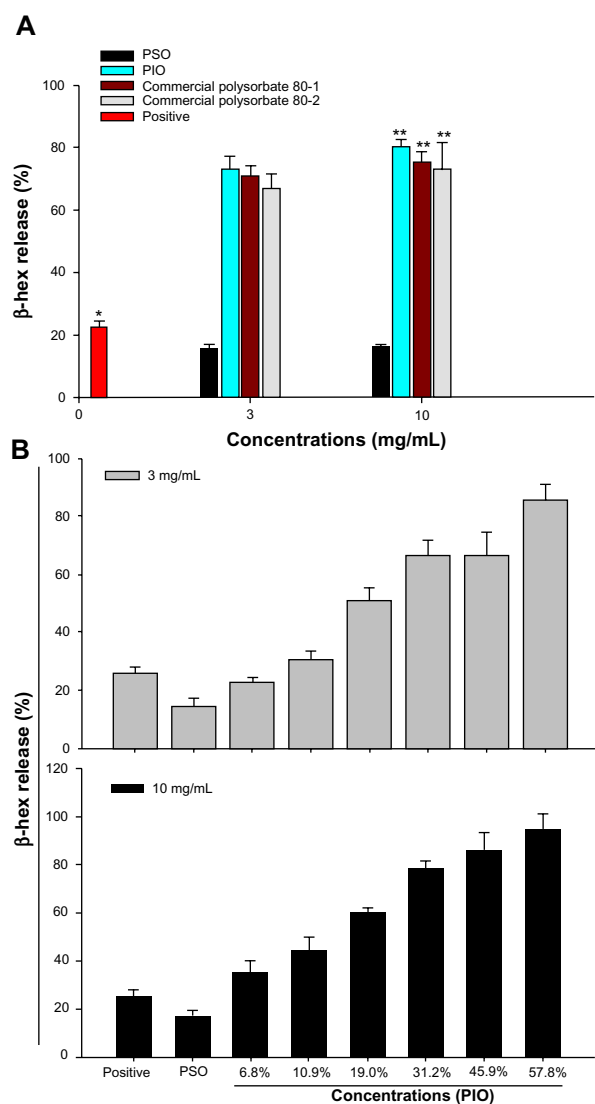 A
PSO
PIO
Commercial polysorbate 80-1
Commercial polysorbate 80-2
Positive
100
80
60
40
20
0
β-hex release (%)
*
** ** **
0 3 10
Concentrations (mg/mL)
B
β-hex release (%)
3 mg/mL
100
80
60
40
20
0
10 mg/mL
120
100
80
60
40
20
0
Positive PSO 6.8% 10.9% 19.0% 31.2% 45.9% 57.8%
Concentrations (PIO)